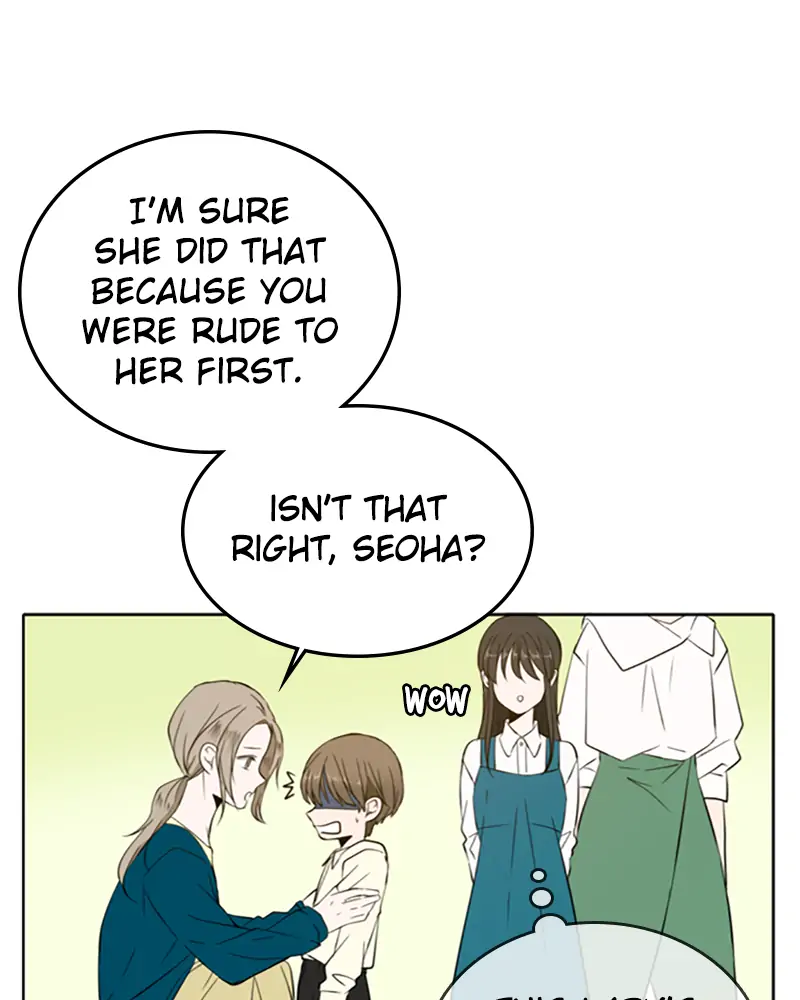 I'M SURE
SHE DID THAT
BECAUSE YOU
WERE RUDE TO
HER FIRST.
ISN'T THAT
RIGHT, SEOHA?
WOW